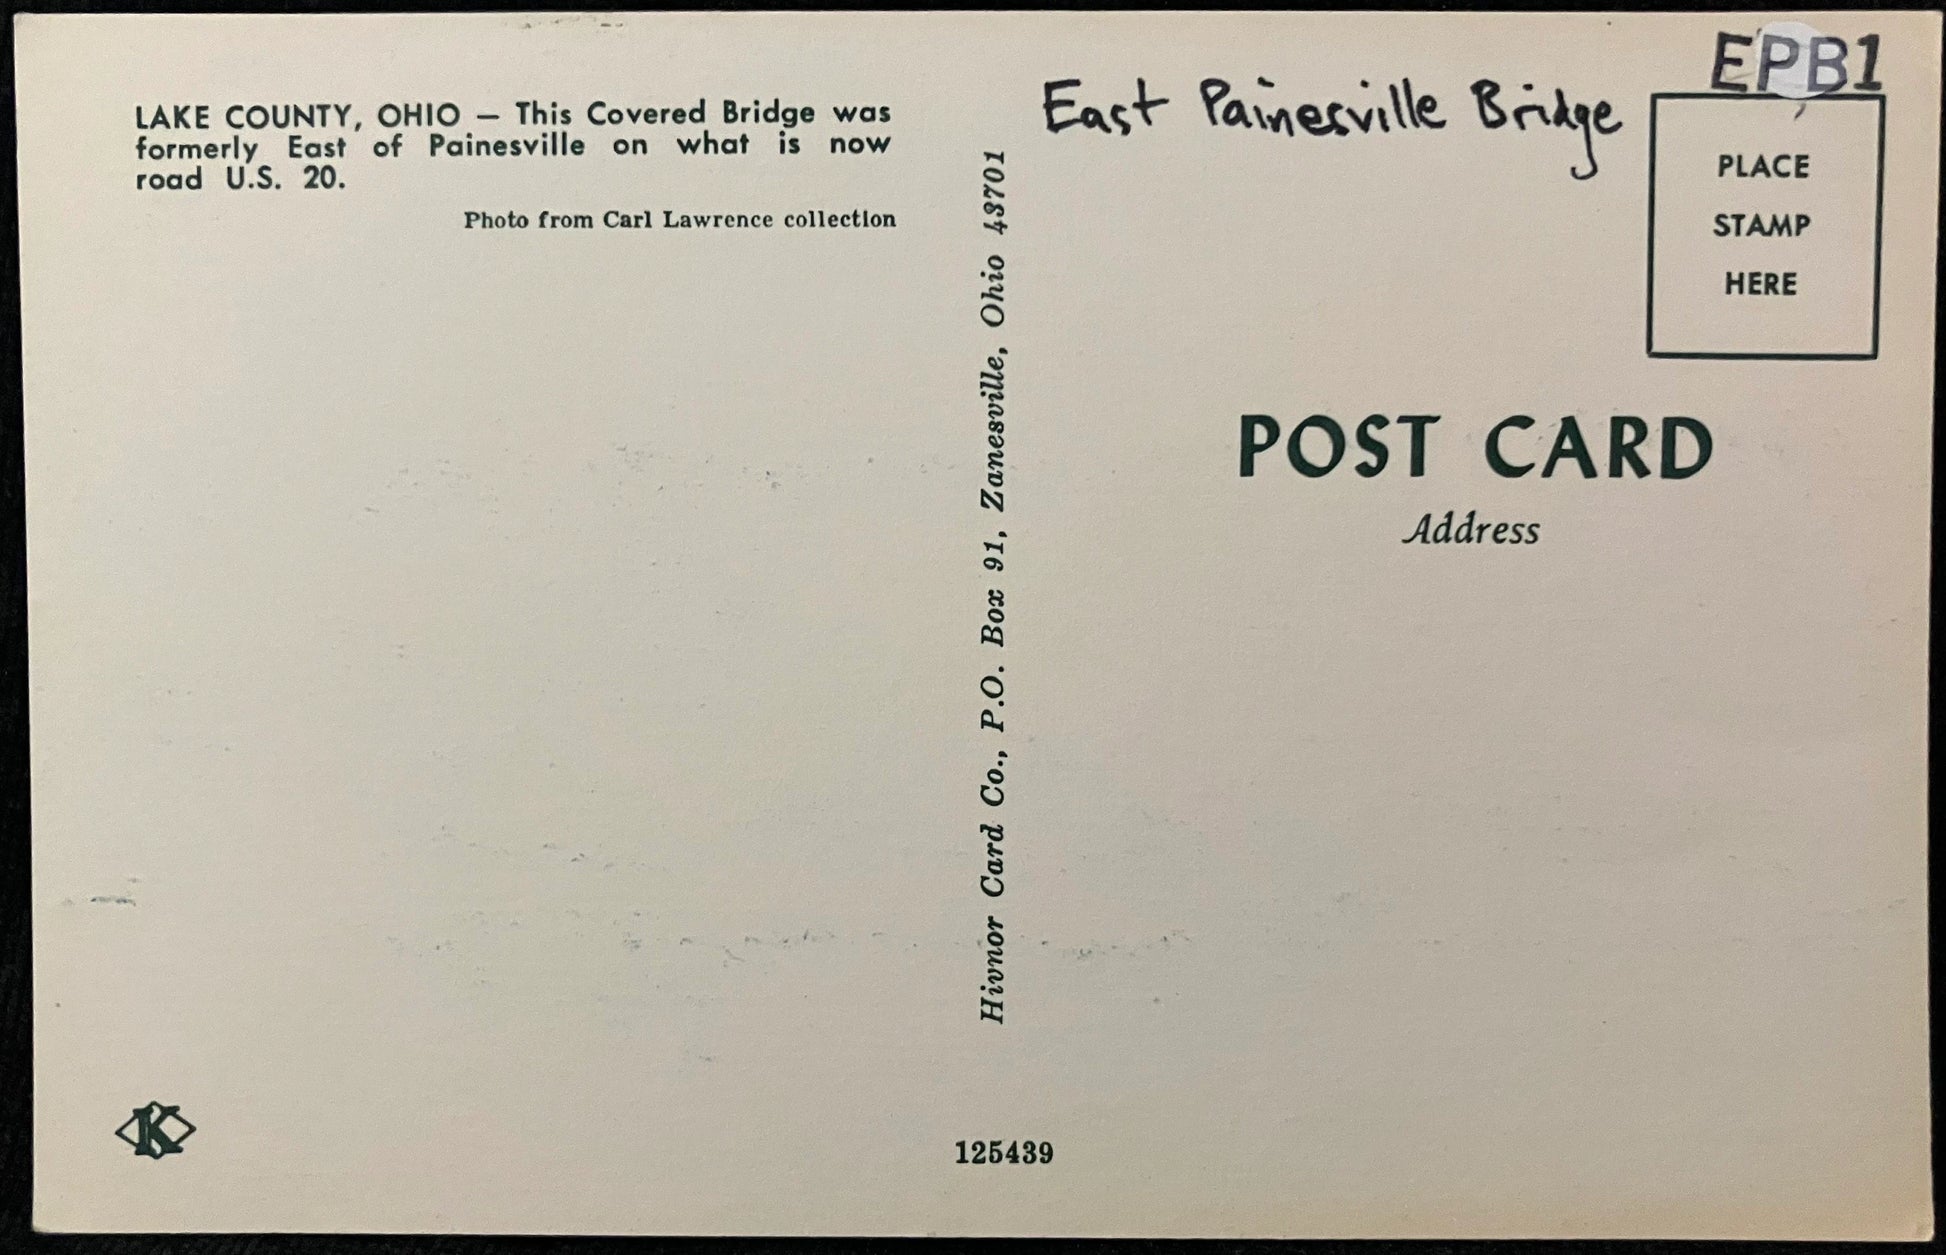 LAKE COUNTY, OHIO — This Covered Bridge was
formerly East of Painesville on what is now
road U.S. 20.
Photo from Carl Lawrence collection
Hivnor Card Co., P.O. Box 91, Zanesville, Ohio 43701
East Painesville Bridge
EPB1
PLACE
STAMP
HERE
POST CARD
Address
K
125439